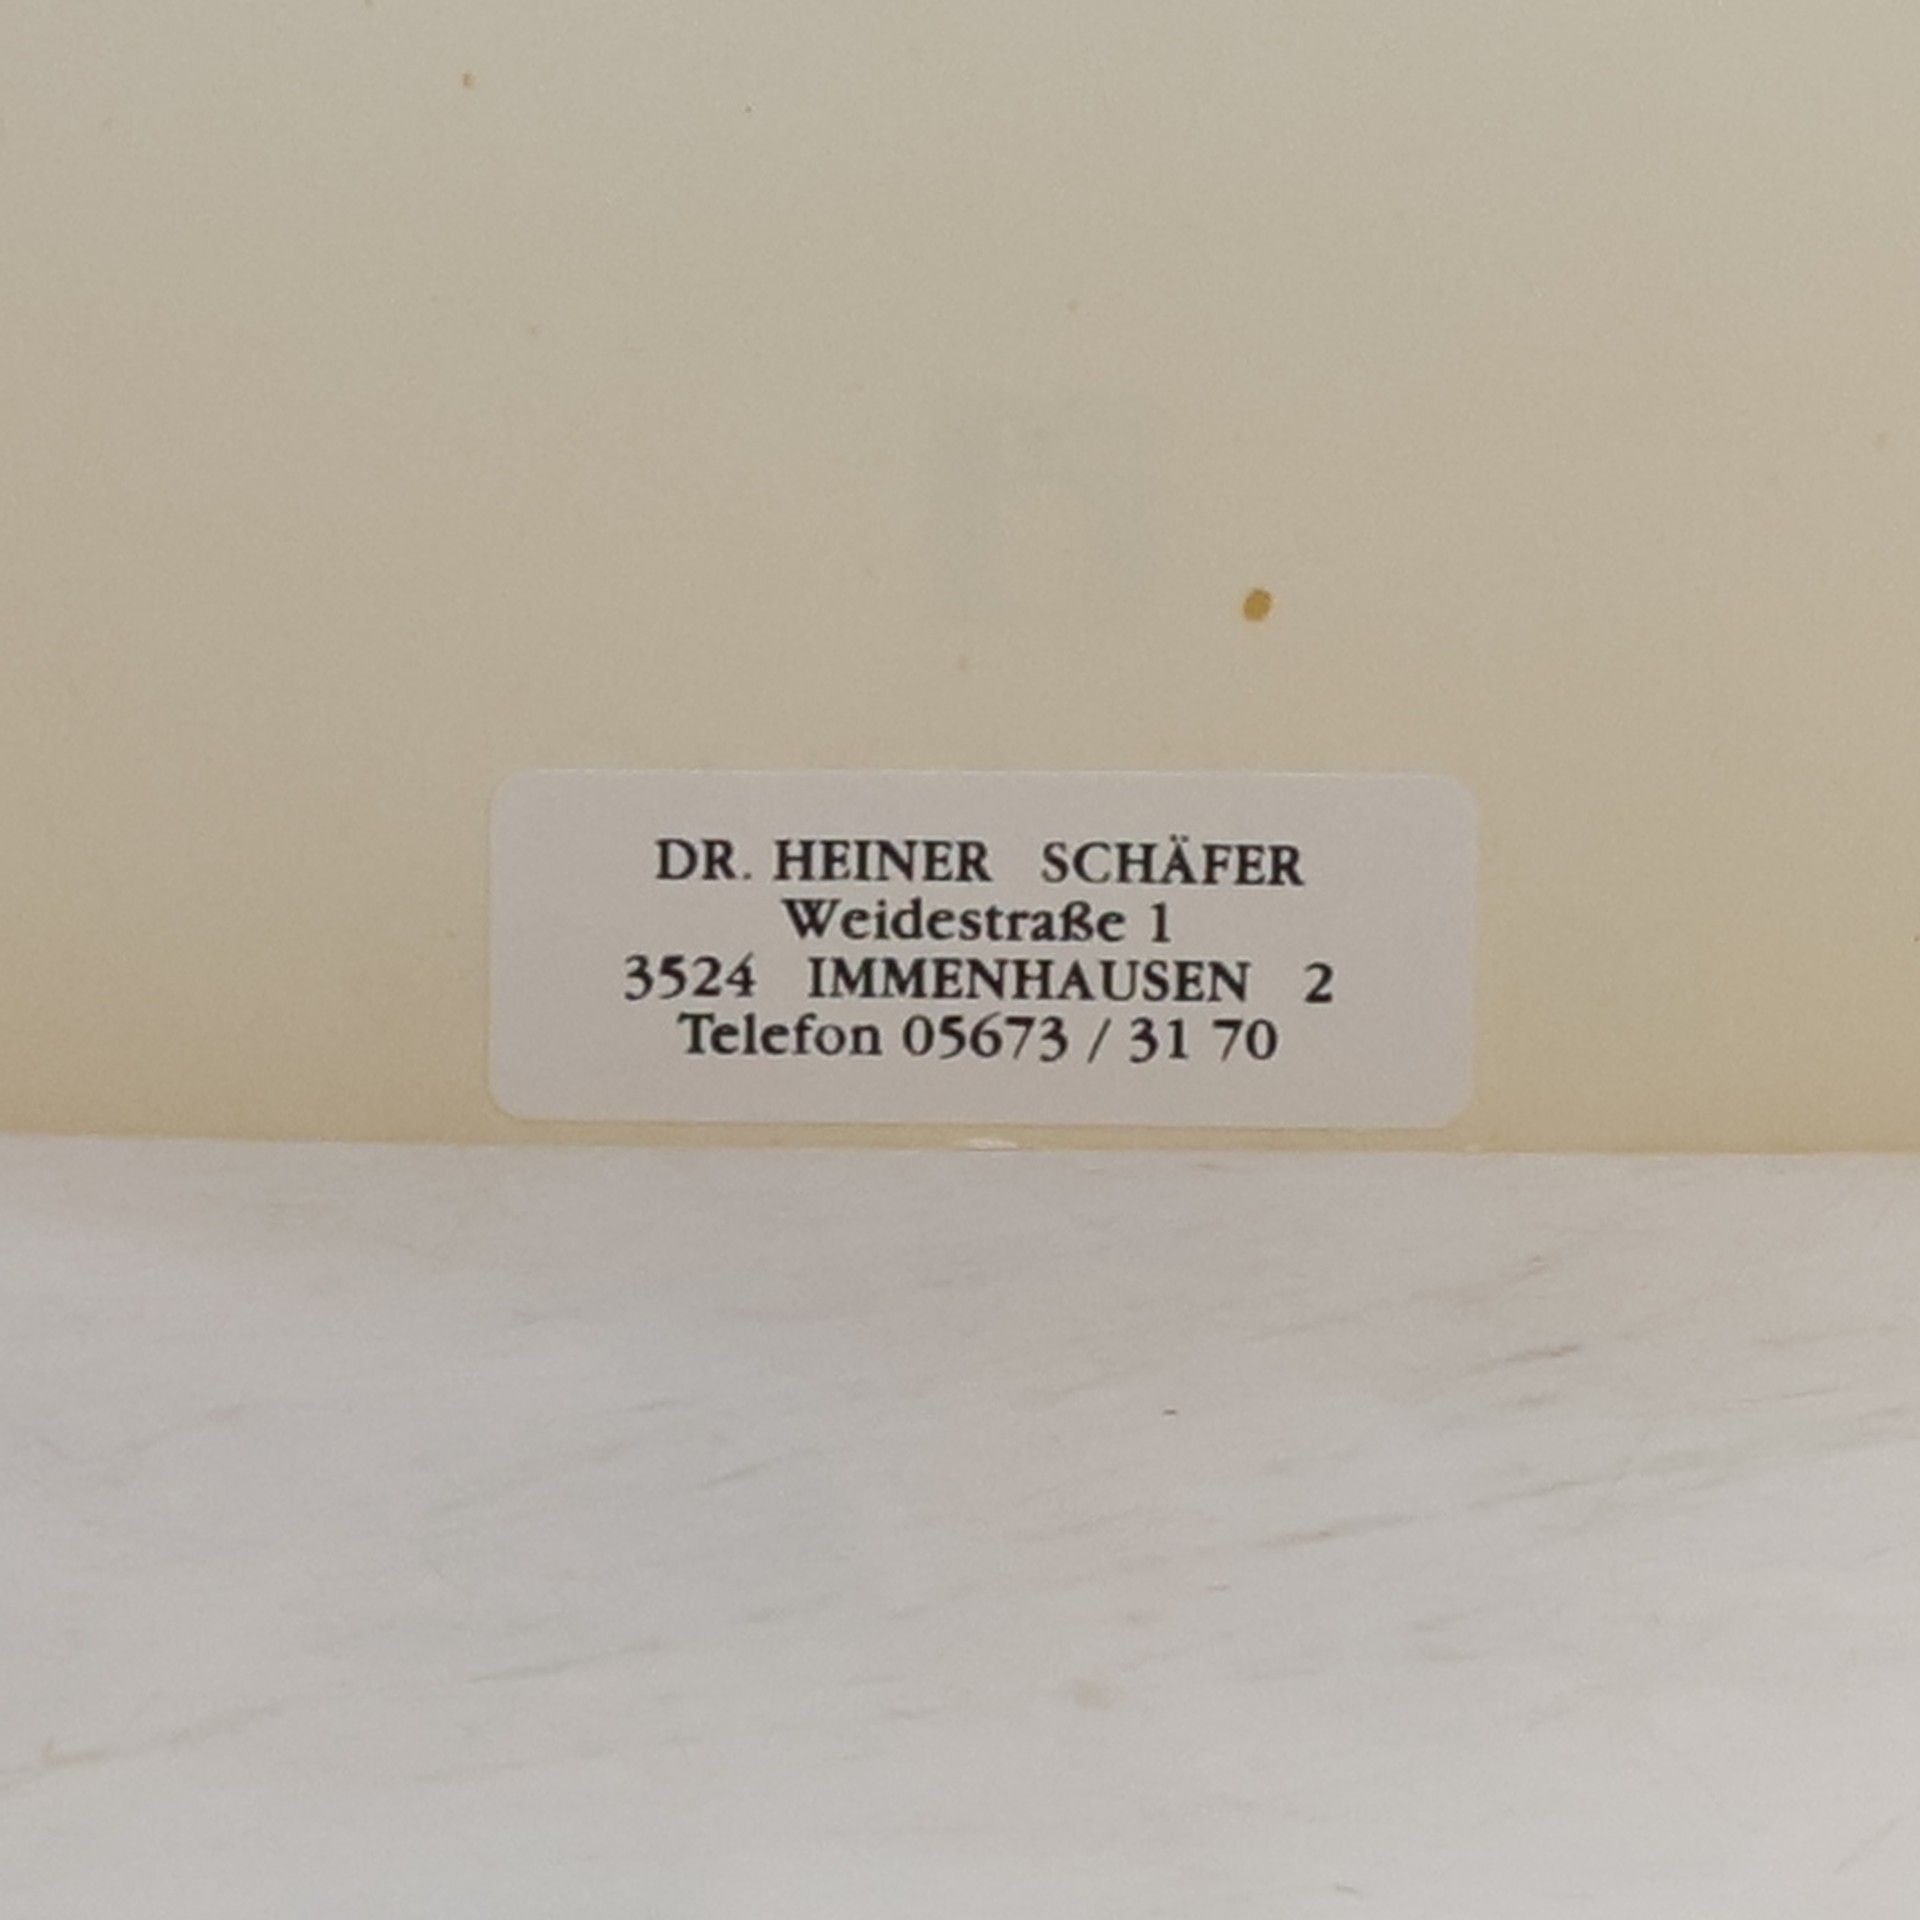 DR. HEINER SCHÄFER
Weidestraße 1
3524 IMMENHAUSEN 2
Telefon 05673 / 31 70